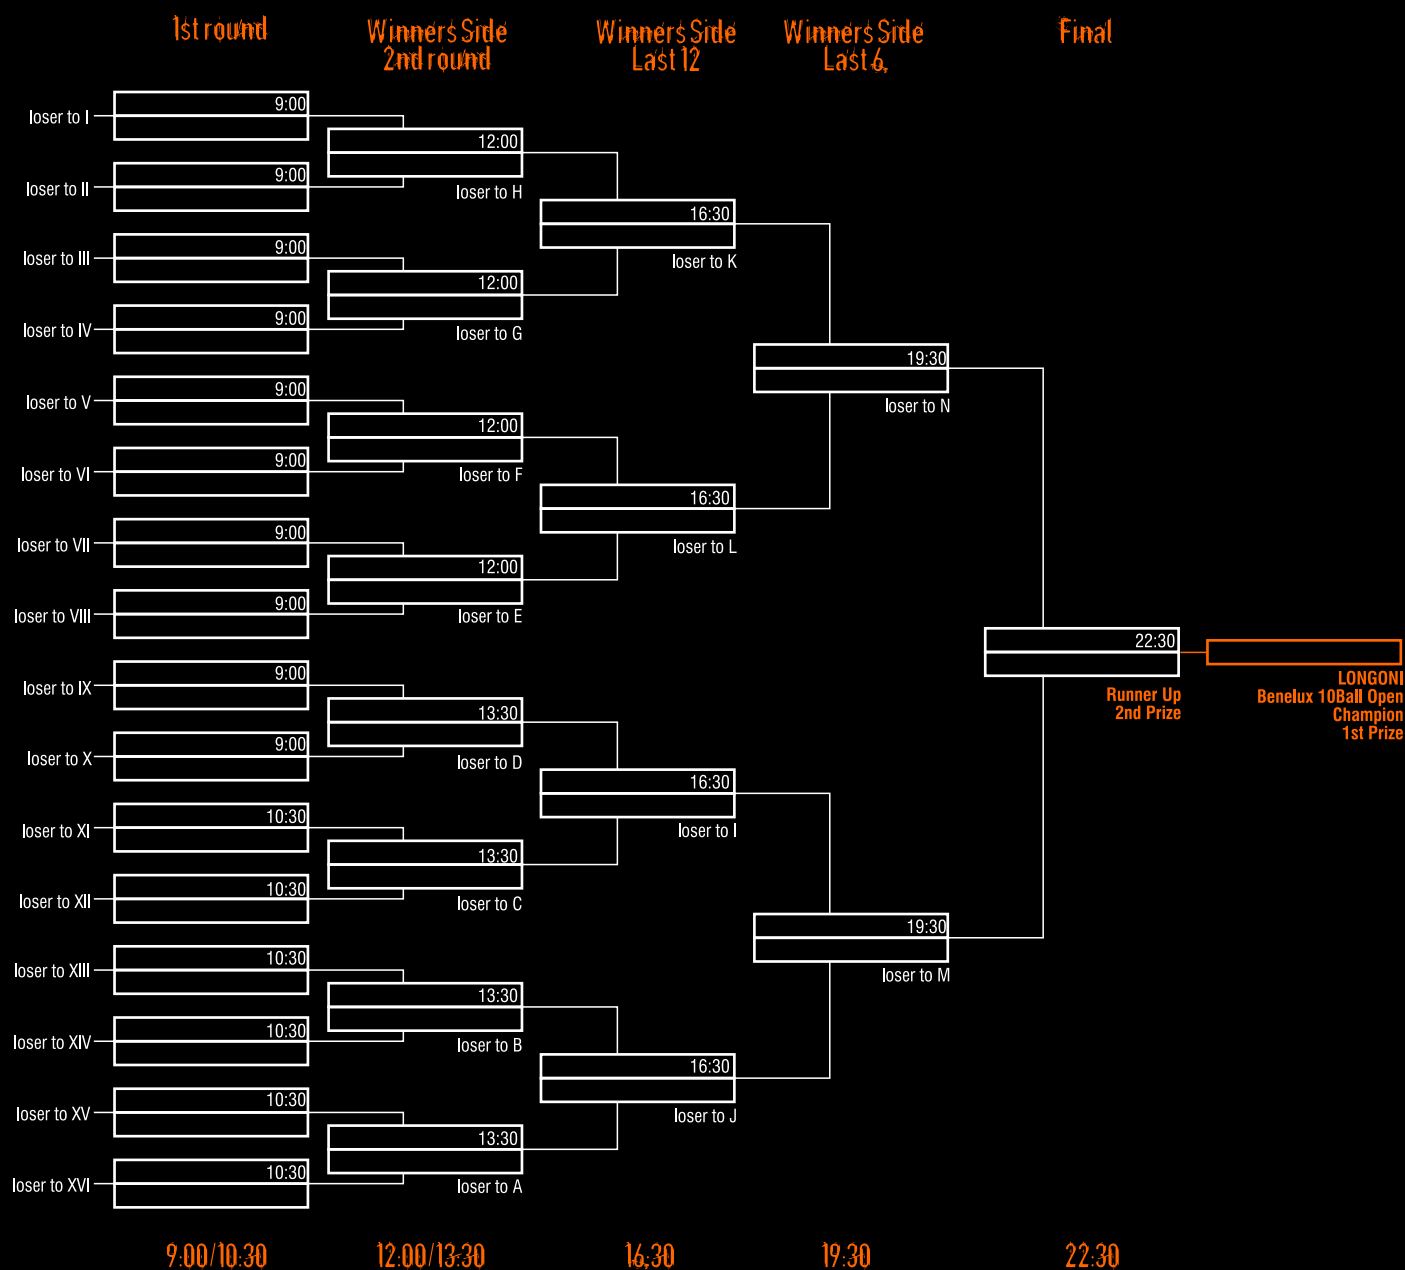 1st round
Winners Side
2nd round
Winners Side
Last 12
Winners Side
Last 6,
Final
loser to I
9:00
loser to II
9:00
loser to III
9:00
loser to IV
9:00
loser to V
9:00
loser to VI
9:00
loser to VII
9:00
loser to VIII
9:00
loser to IX
9:00
loser to X
9:00
loser to XI
10:30
loser to XII
10:30
loser to XIII
10:30
loser to XIV
10:30
loser to XV
10:30
loser to XVI
10:30
12:00
loser to H
12:00
loser to G
12:00
loser to F
12:00
loser to E
13:30
loser to D
13:30
loser to C
13:30
loser to B
13:30
loser to A
16:30
loser to K
16:30
loser to L
16:30
loser to I
16:30
loser to J
19:30
loser to N
19:30
loser to M
22:30
Runner Up
2nd Prize
LONGONI
Benelux 10Ball Open
Champion
1st Prize
9:00/10:30
12:00/13:30
16:30
19:30
22:30